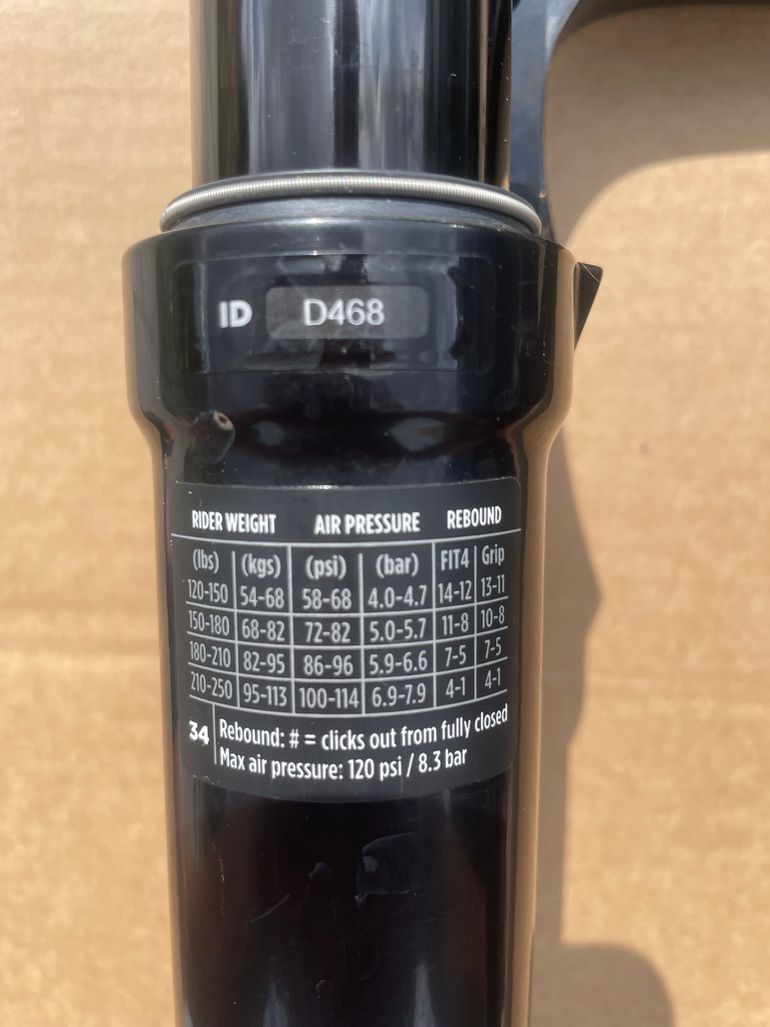 ID D468
RIDER WEIGHT AIR PRESSURE REBOUND
(lbs) (kgs) (psi) (bar) FIT4 Grip
120-150 54-68 58-68 4.0-4.7 14-12 13-11
150-180 68-82 72-82 5.0-5.7 11-8 10-8
180-210 82-95 86-96 5.9-6.6 7-5 7-5
210-250 95-113 100-114 6.9-7.9 4-1 4-1
34 Rebound: # = clicks out from fully closed
Max air pressure: 120 psi / 8.3 bar